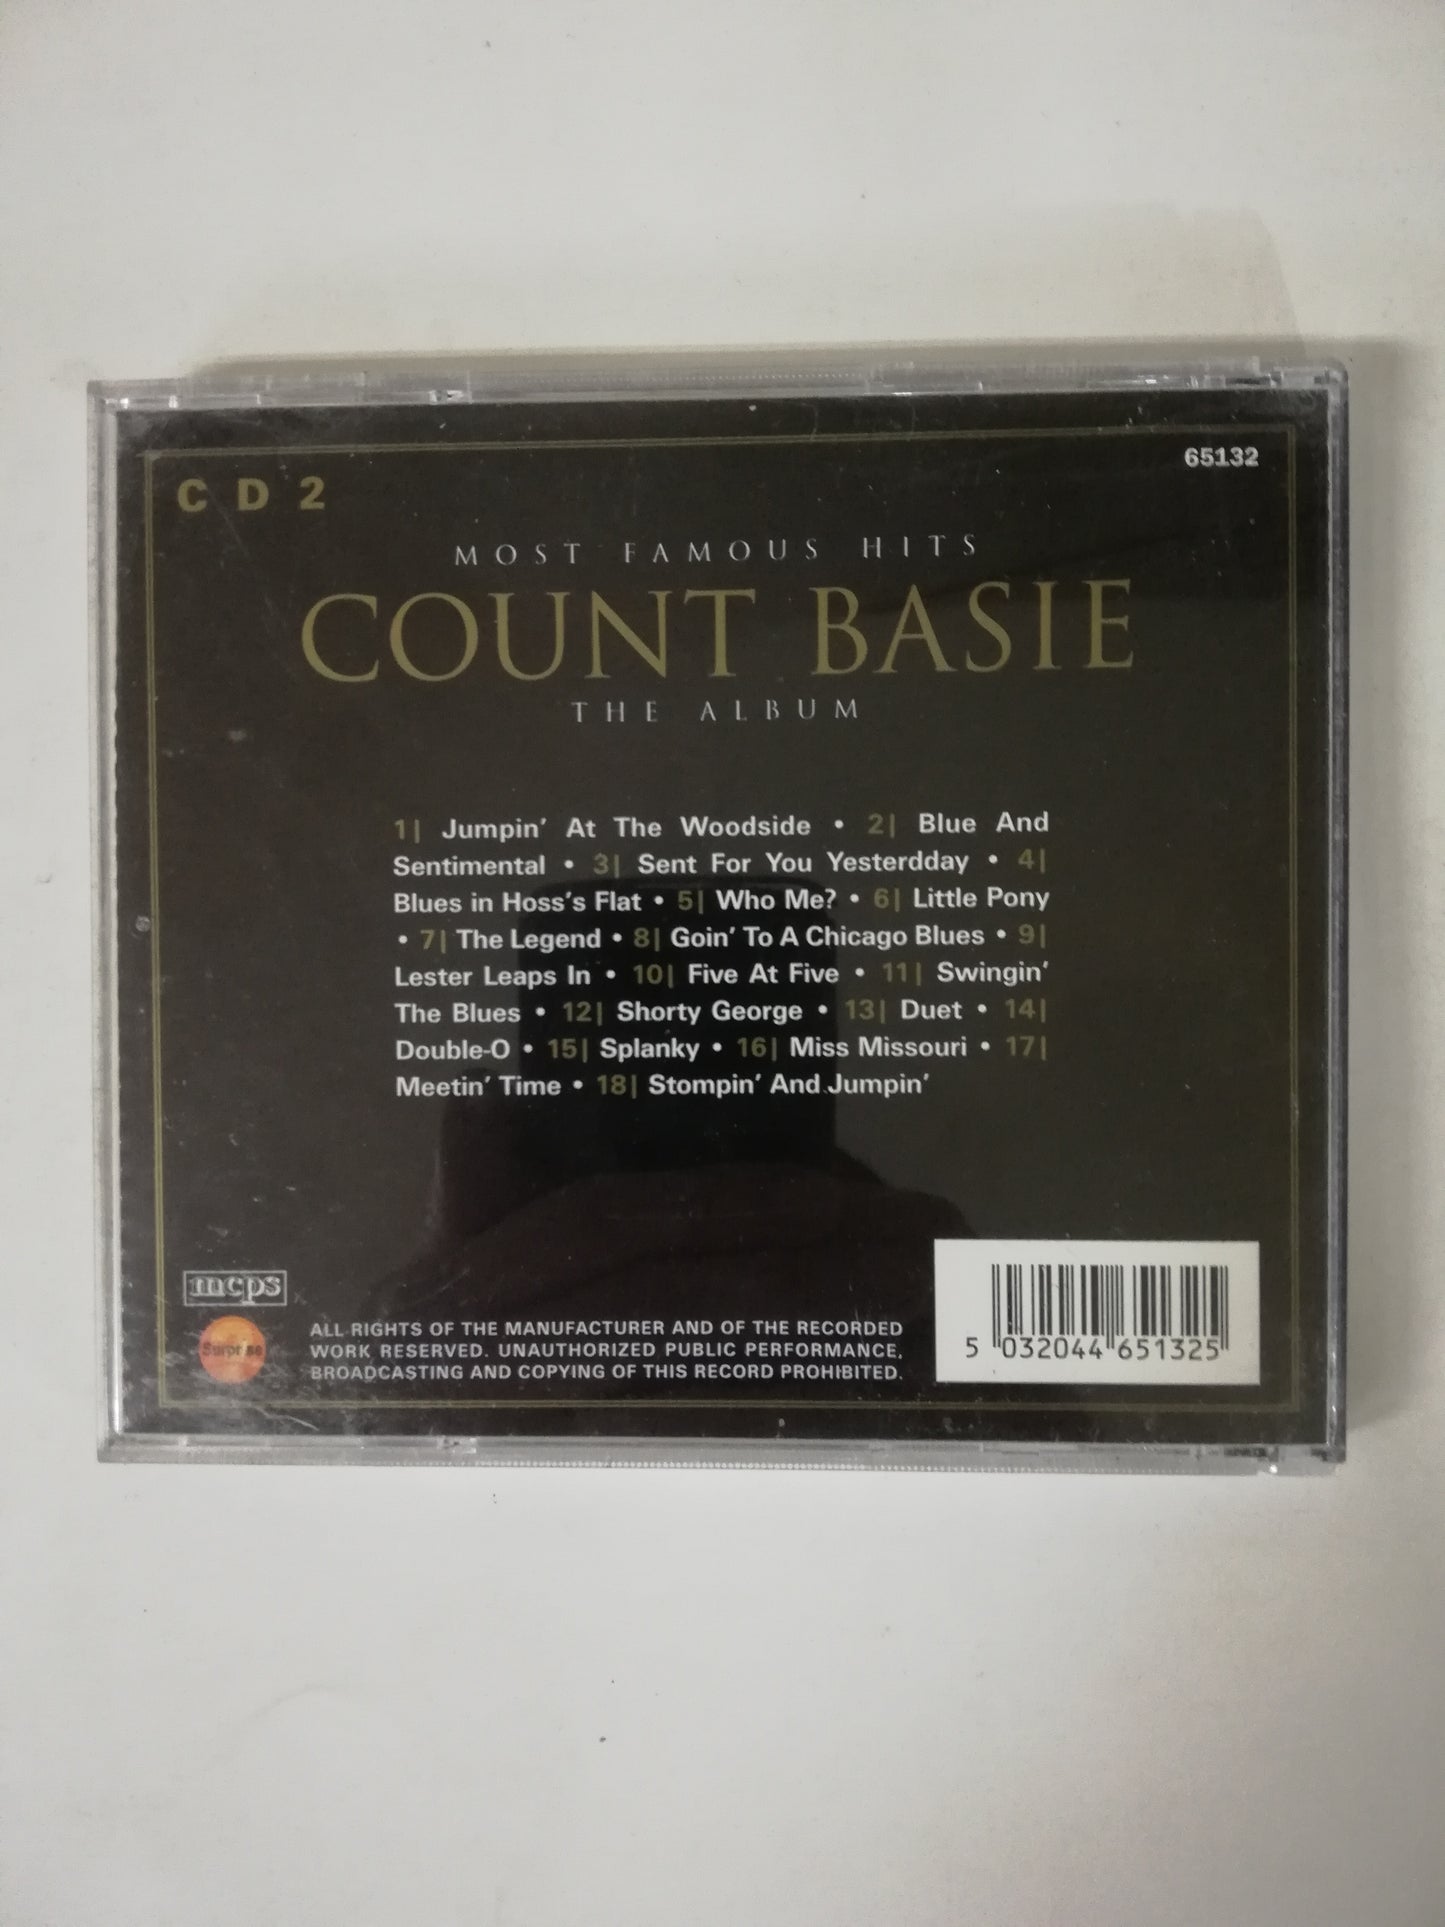 65132
CD2
MOST FAMOUS HITS
COUNT BASIE
THE ALBUM
1| Jumpin' At The Woodside • 2| Blue And
Sentimental • 3| Sent For You Yesterdday • 4|
Blues in Hoss's Flat • 5| Who Me? • 6| Little Pony
• 7| The Legend • 8| Goin' To A Chicago Blues • 9|
Lester Leaps In • 10| Five At Five • 11| Swingin'
The Blues • 12| Shorty George • 13| Duet • 14|
Double-O • 15| Splanky • 16| Miss Missouri • 17|
Meetin' Time • 18| Stompin' And Jumpin'
mcps
Surprise
ALL RIGHTS OF THE MANUFACTURER AND OF THE RECORDED
WORK RESERVED. UNAUTHORIZED PUBLIC PERFORMANCE,
BROADCASTING AND COPYING OF THIS RECORD PROHIBITED.
5 032044 651325